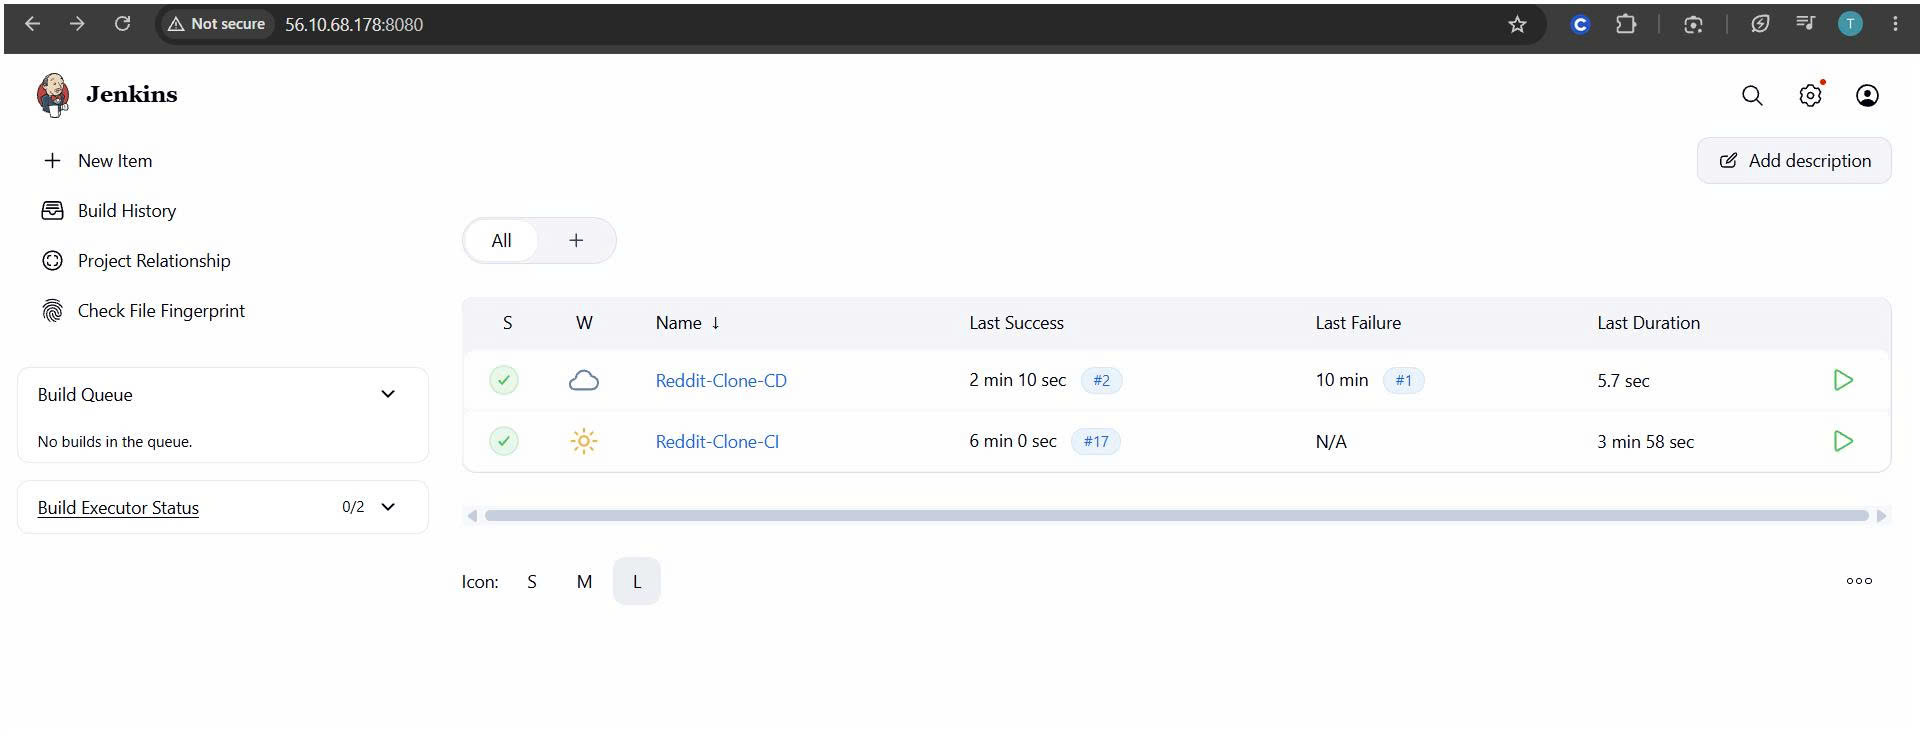 Not secure 56.10.68.178:8080
C
T
Jenkins
New Item
Add description
Build History
Project Relationship
Check File Fingerprint
Build Queue
No builds in the queue.
Build Executor Status 0/2
All +
S W Name ↓ Last Success Last Failure Last Duration
Reddit-Clone-CD 2 min 10 sec #2 10 min #1 5.7 sec
Reddit-Clone-CI 6 min 0 sec #17 N/A 3 min 58 sec
Icon: S M L